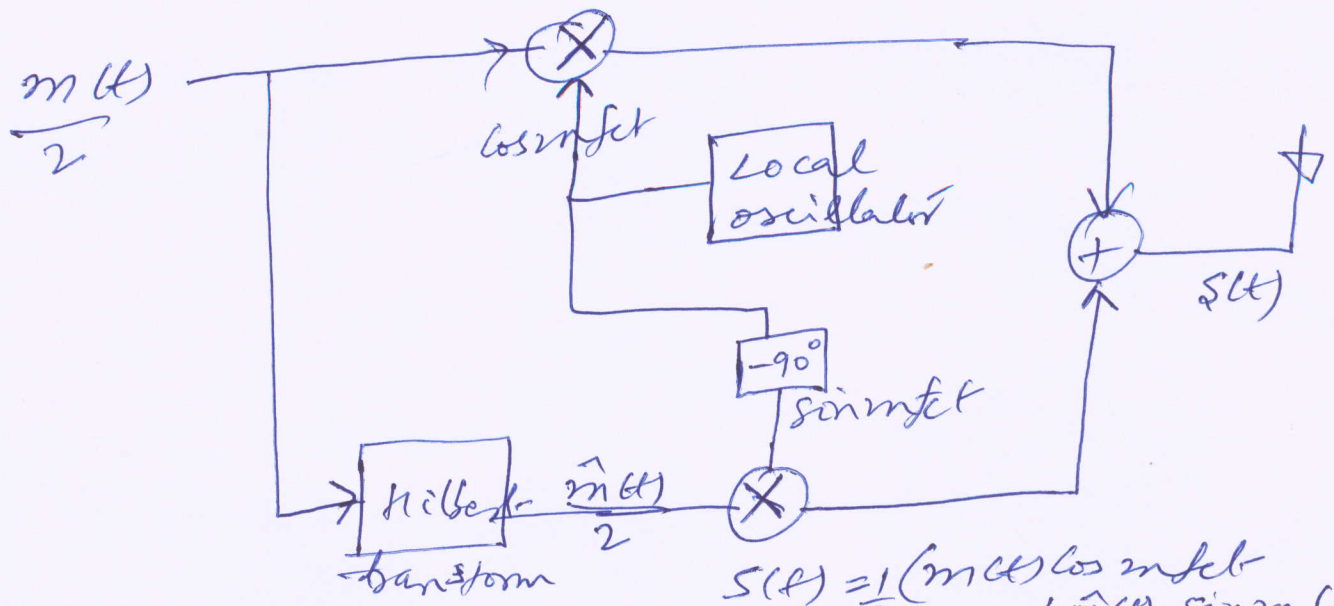 m(t)
2
×
cos2πfct
Local
oscillator
+
S(t)
-90°
sin2πfct
Hilbert
transform
m̂(t)
2
×
S(t) = 1 (m(t) cos 2πfct